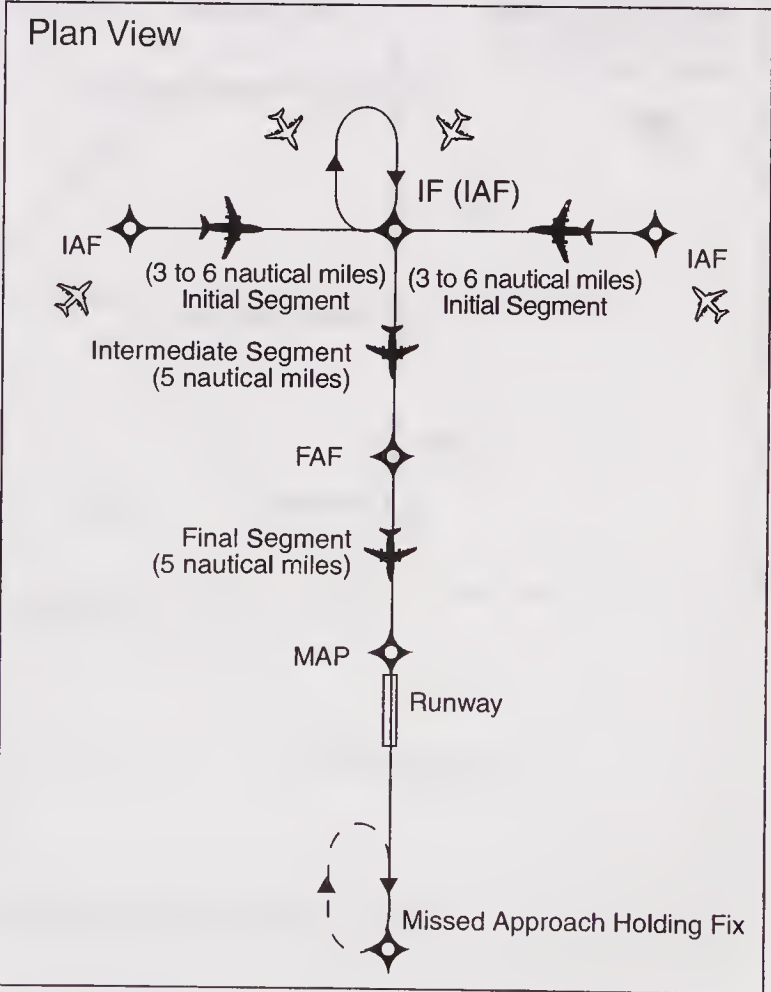 Plan View
IF (IAF)
IAF
IAF
(3 to 6 nautical miles)
Initial Segment
(3 to 6 nautical miles)
Initial Segment
Intermediate Segment
(5 nautical miles)
FAF
Final Segment
(5 nautical miles)
MAP
Runway
Missed Approach Holding Fix